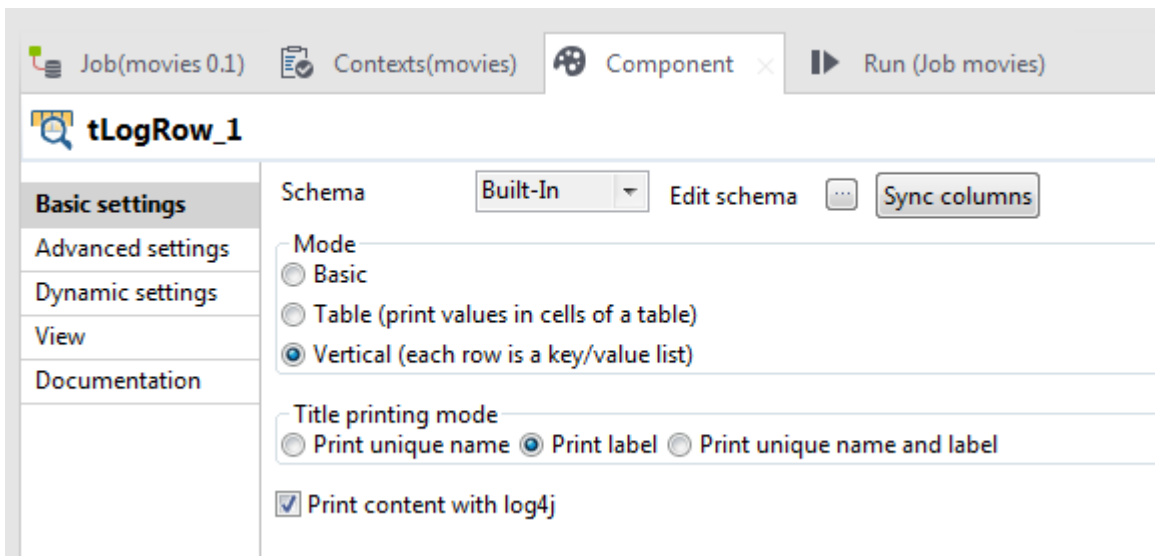 Job(movies 0.1) Contexts(movies) Component Run (Job movies)
tLogRow_1
Basic settings
Advanced settings
Dynamic settings
View
Documentation
Schema Built-In Edit schema ... Sync columns
Mode
Basic
Table (print values in cells of a table)
Vertical (each row is a key/value list)
Title printing mode
Print unique name Print label Print unique name and label
Print content with log4j